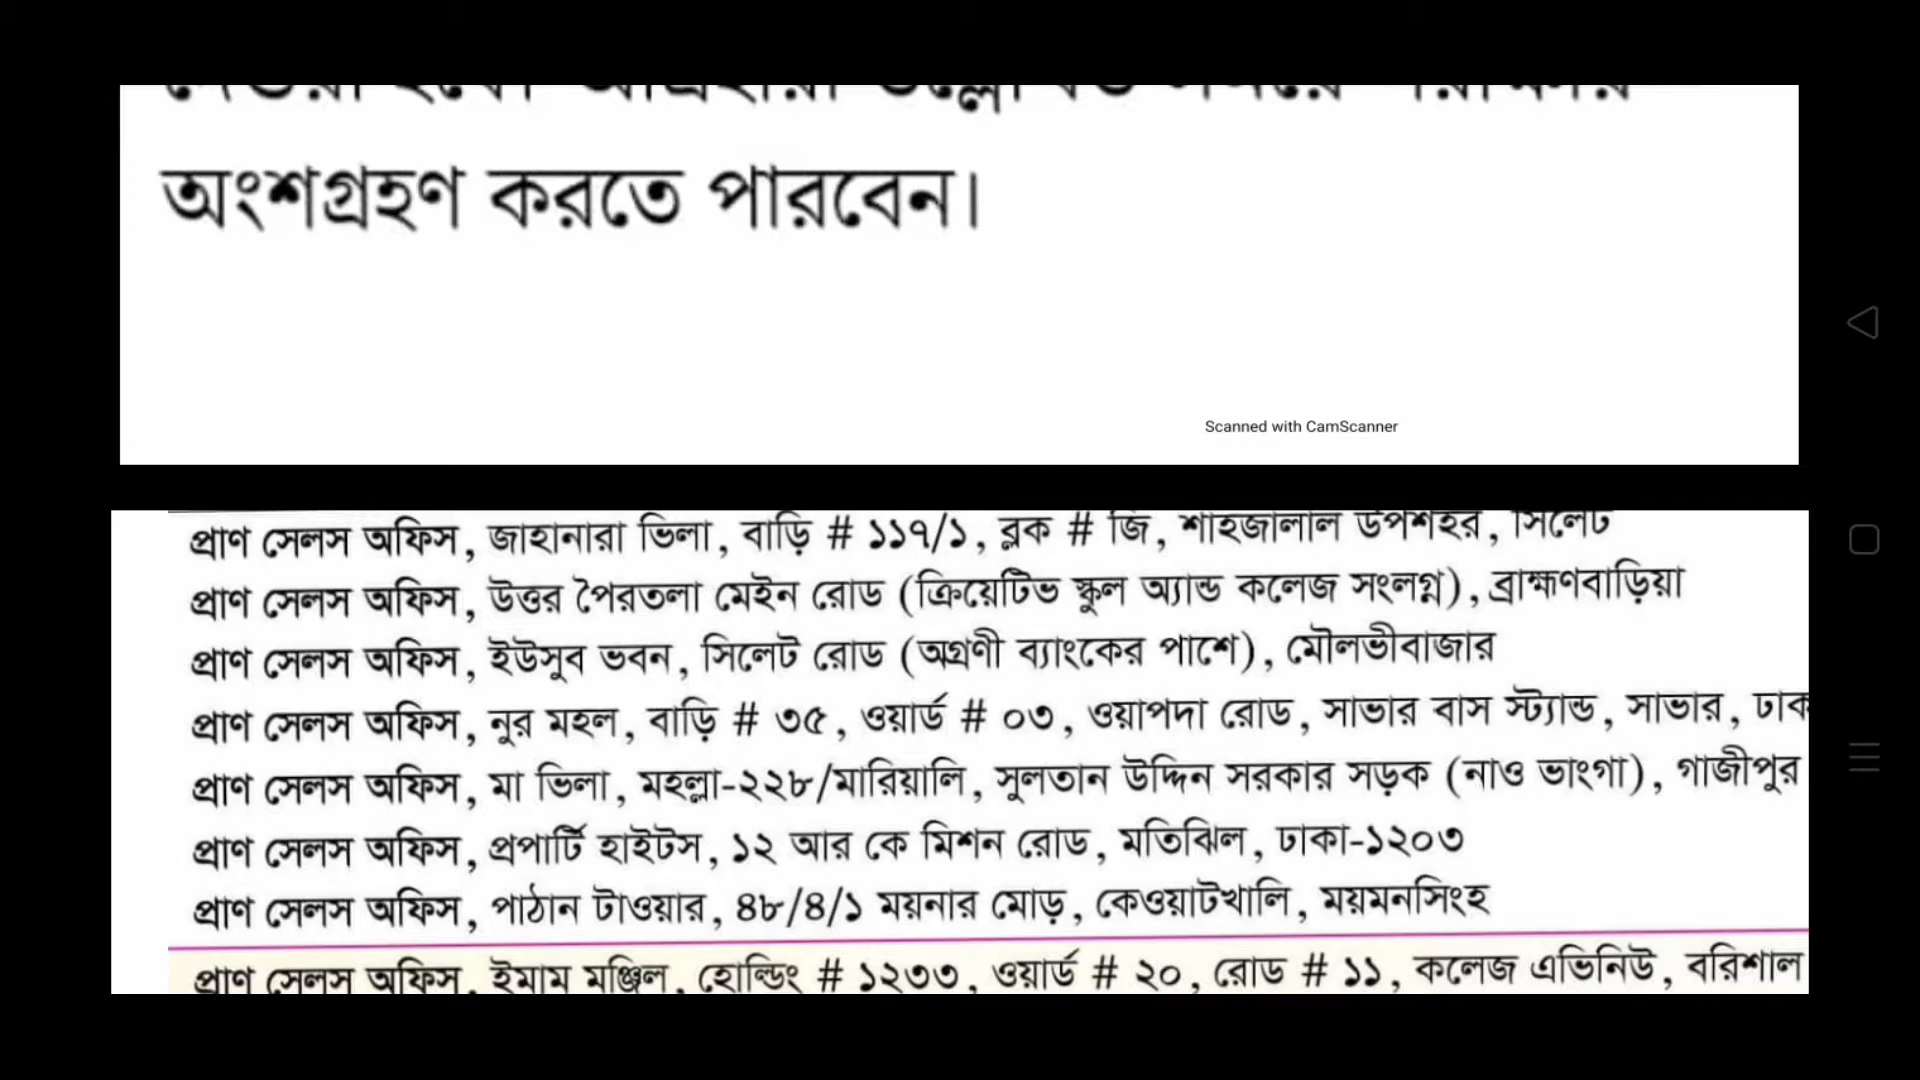 অংশগ্রহণ করতে পারবেন।
Scanned with CamScanner
প্রাণ সেলস অফিস, জাহানারা ভিলা, বাড়ি # ১১৭/১, ব্লক # জি, শাহজালাল উপশহর, সিলেট
প্রাণ সেলস অফিস, উত্তর পৈরতলা মেইন রোড (ক্রিয়েটিভ স্কুল অ্যান্ড কলেজ সংলগ্ন), ব্রাহ্মণবাড়িয়া
প্রাণ সেলস অফিস, ইউসুব ভবন, সিলেট রোড (অগ্রণী ব্যাংকের পাশে), মৌলভীবাজার
প্রাণ সেলস অফিস, নুর মহল, বাড়ি # ৩৫, ওয়ার্ড # ০৩, ওয়াপদা রোড, সাভার বাস স্ট্যান্ড, সাভার, ঢাক
প্রাণ সেলস অফিস, মা ভিলা, মহল্লা-২২৮/মারিয়ালি, সুলতান উদ্দিন সরকার সড়ক (নাও ভাংগা), গাজীপুর
প্রাণ সেলস অফিস, প্রপার্টি হাইটস, ১২ আর কে মিশন রোড, মতিঝিল, ঢাকা-১২০৩
প্রাণ সেলস অফিস, পাঠান টাওয়ার, ৪৮/৪/১ ময়নার মোড়, কেওয়াটখালি, ময়মনসিংহ
প্রাণ সেলস অফিস, ইমাম মঞ্জিল, হোল্ডিং # ১২৩৩, ওয়ার্ড # ২০, রোড # ১১, কলেজ এভিনিউ, বরিশাল